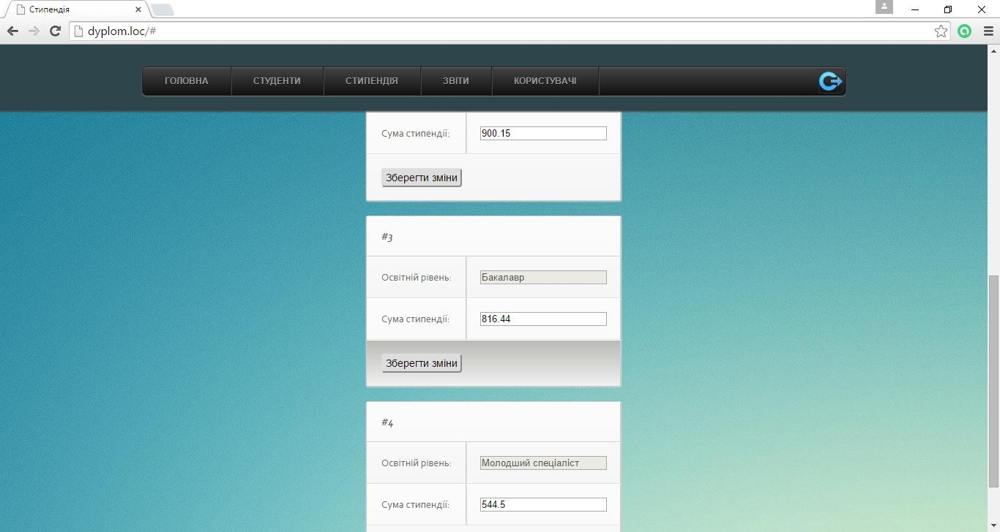 Стипендія
dyplom.loc/#
ГОЛОВНА СТУДЕНТИ СТИПЕНДІЯ ЗВІТИ КОРИСТУВАЧІ
Сума стипендії: 900.15
Зберегти зміни
#3
Освітній рівень: Бакалавр
Сума стипендії: 816.44
Зберегти зміни
#4
Освітній рівень: Молодший спеціаліст
Сума стипендії: 544.5